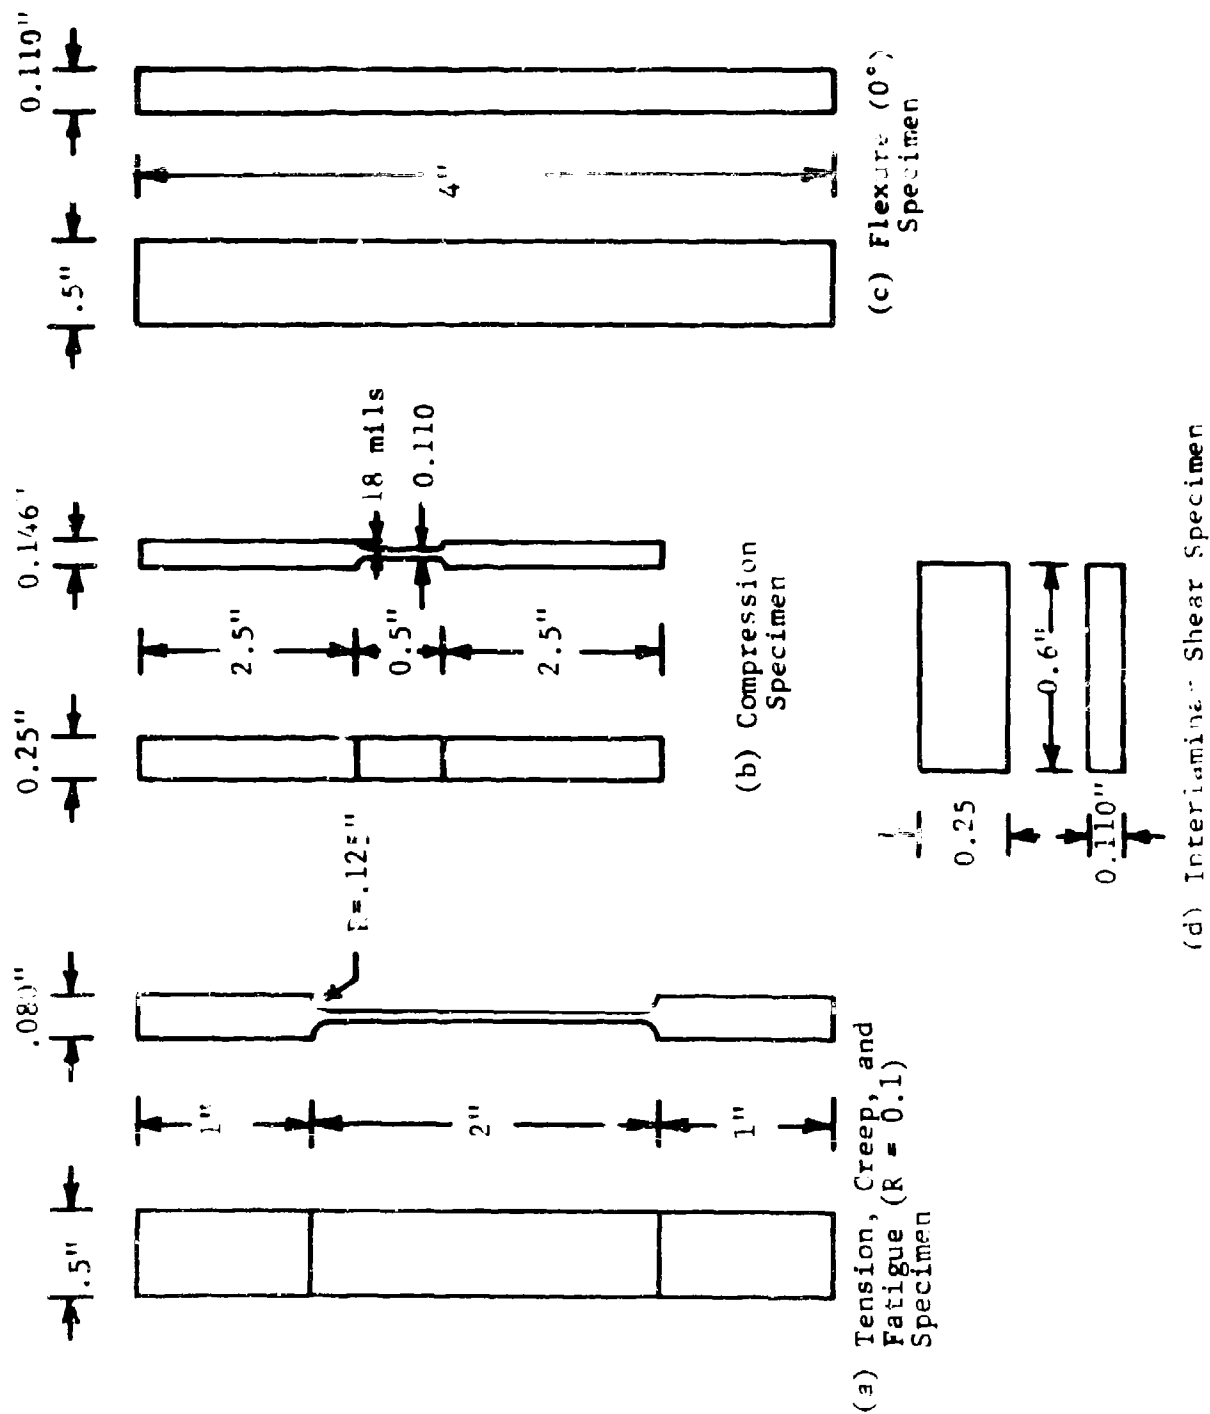 .5"
.080"
1"
2"
1"
R=.125"
(a) Tension, Creep, and
Fatigue (R = 0.1)
Specimen
0.25"
0.146"
2.5"
0.5"
2.5"
18 mils
0.110
(b) Compression
Specimen
.5"
0.110"
4"
(c) Flexure (0°)
Specimen
0.25
0.6"
0.110"
(d) Interlaminar Shear Specimen